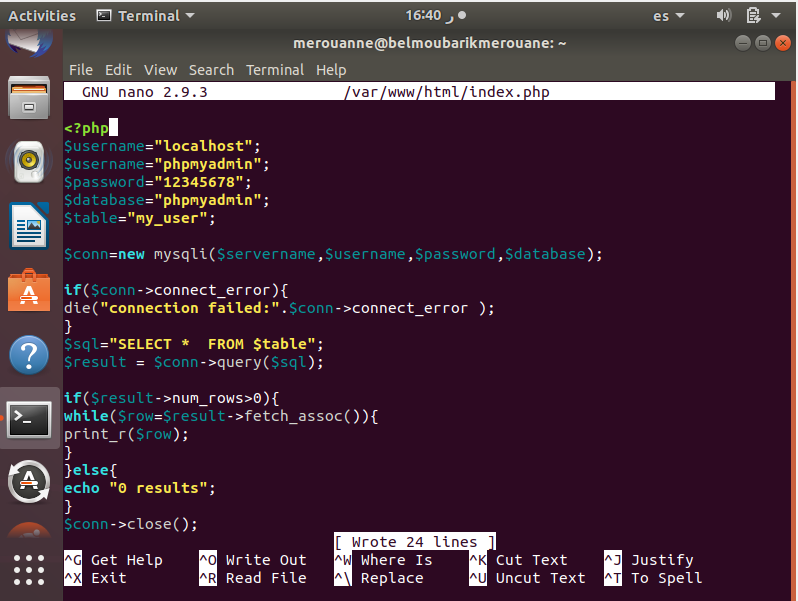 Activities Terminal 16:40 ر es
merouanne@belmoubarikmerouane: ~
File Edit View Search Terminal Help
GNU nano 2.9.3 /var/www/html/index.php
<?php
$username="localhost";
$username="phpmyadmin";
$password="12345678";
$database="phpmyadmin";
$table="my_user";
$conn=new mysqli($servername,$username,$password,$database);
if($conn->connect_error){
die("connection failed:".$conn->connect_error );
}
$sql="SELECT *  FROM $table";
$result = $conn->query($sql);
if($result->num_rows>0){
while($row=$result->fetch_assoc()){
print_r($row);
}
}else{
echo "0 results";
}
$conn->close();
[ Wrote 24 lines ]
^G Get Help ^O Write Out ^W Where Is ^K Cut Text ^J Justify
^X Exit ^R Read File ^\ Replace ^U Uncut Text ^T To Spell